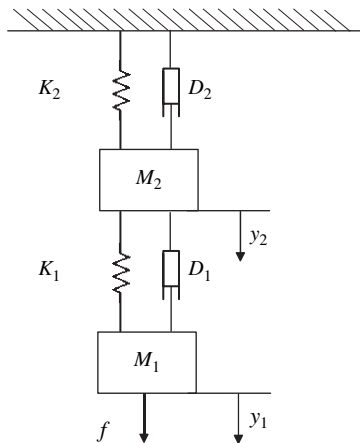 K₂ D₂
M₂
y₂
K₁ D₁
M₁
f y₁